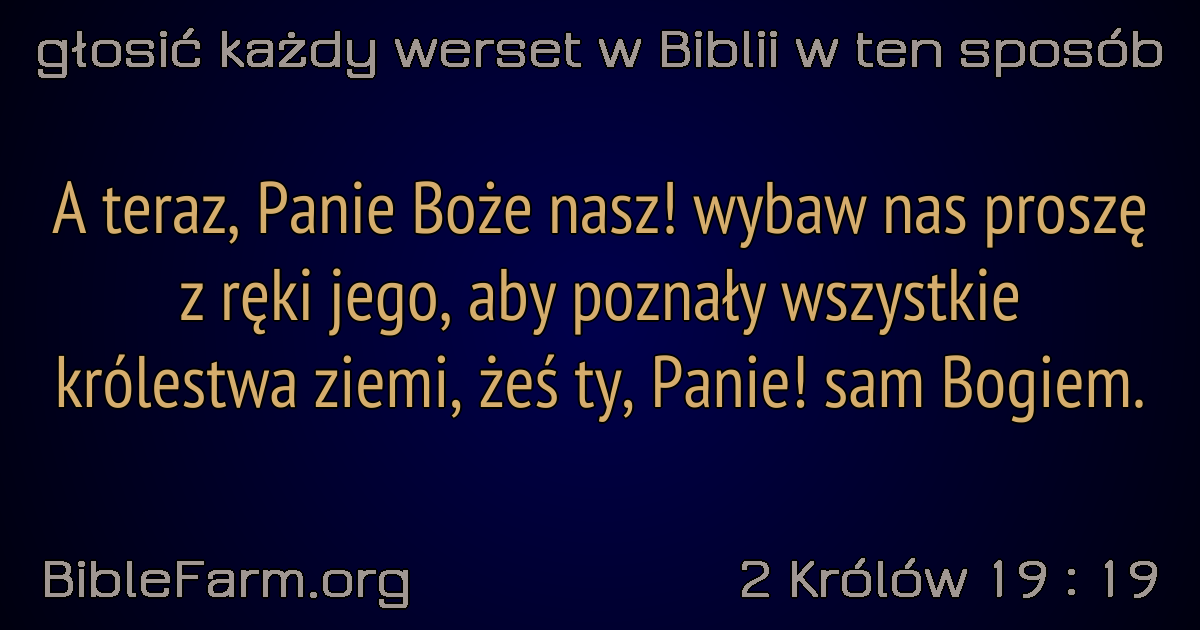 głosić każdy werset w Biblii w ten sposób
A teraz, Panie Boże nasz! wybaw nas proszę
z ręki jego, aby poznały wszystkie
królestwa ziemi, żeś ty, Panie! sam Bogiem.
BibleFarm.org
2 Królów 19 : 19